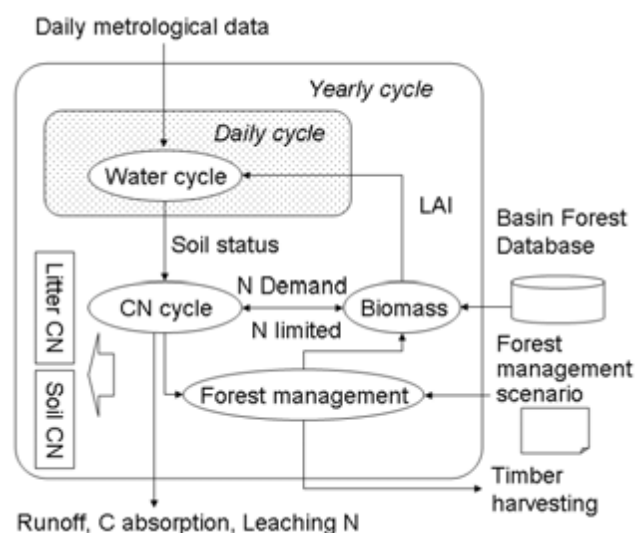 Daily metrological data
Yearly cycle
Daily cycle
Water cycle
LAI
Soil status
Basin Forest
Database
Litter CN
CN cycle
N Demand
N limited
Biomass
Soil CN
Forest management
Forest
management
scenario
Timber
harvesting
Runoff, C absorption, Leaching N